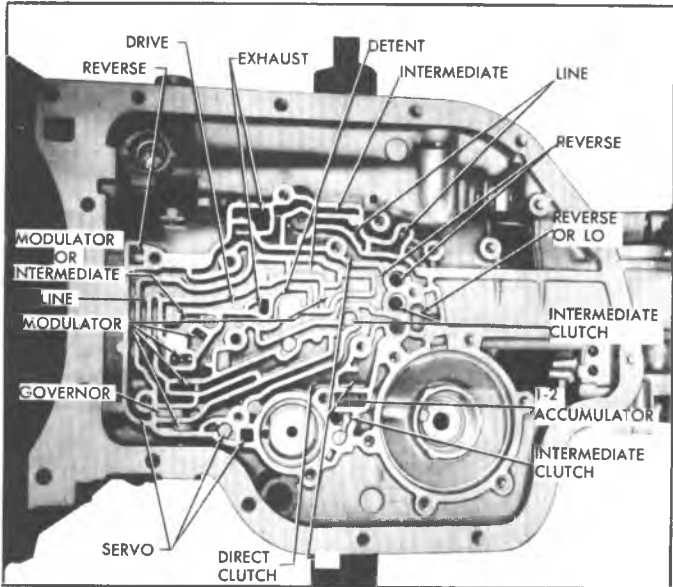 DRIVE
EXHAUST
DETENT
REVERSE
INTERMEDIATE
LINE
REVERSE
REVERSE
OR LO
MODULATOR
OR
INTERMEDIATE
LINE
MODULATOR
INTERMEDIATE
CLUTCH
GOVERNOR
1-2
ACCUMULATOR
INTERMEDIATE
CLUTCH
SERVO
DIRECT
CLUTCH